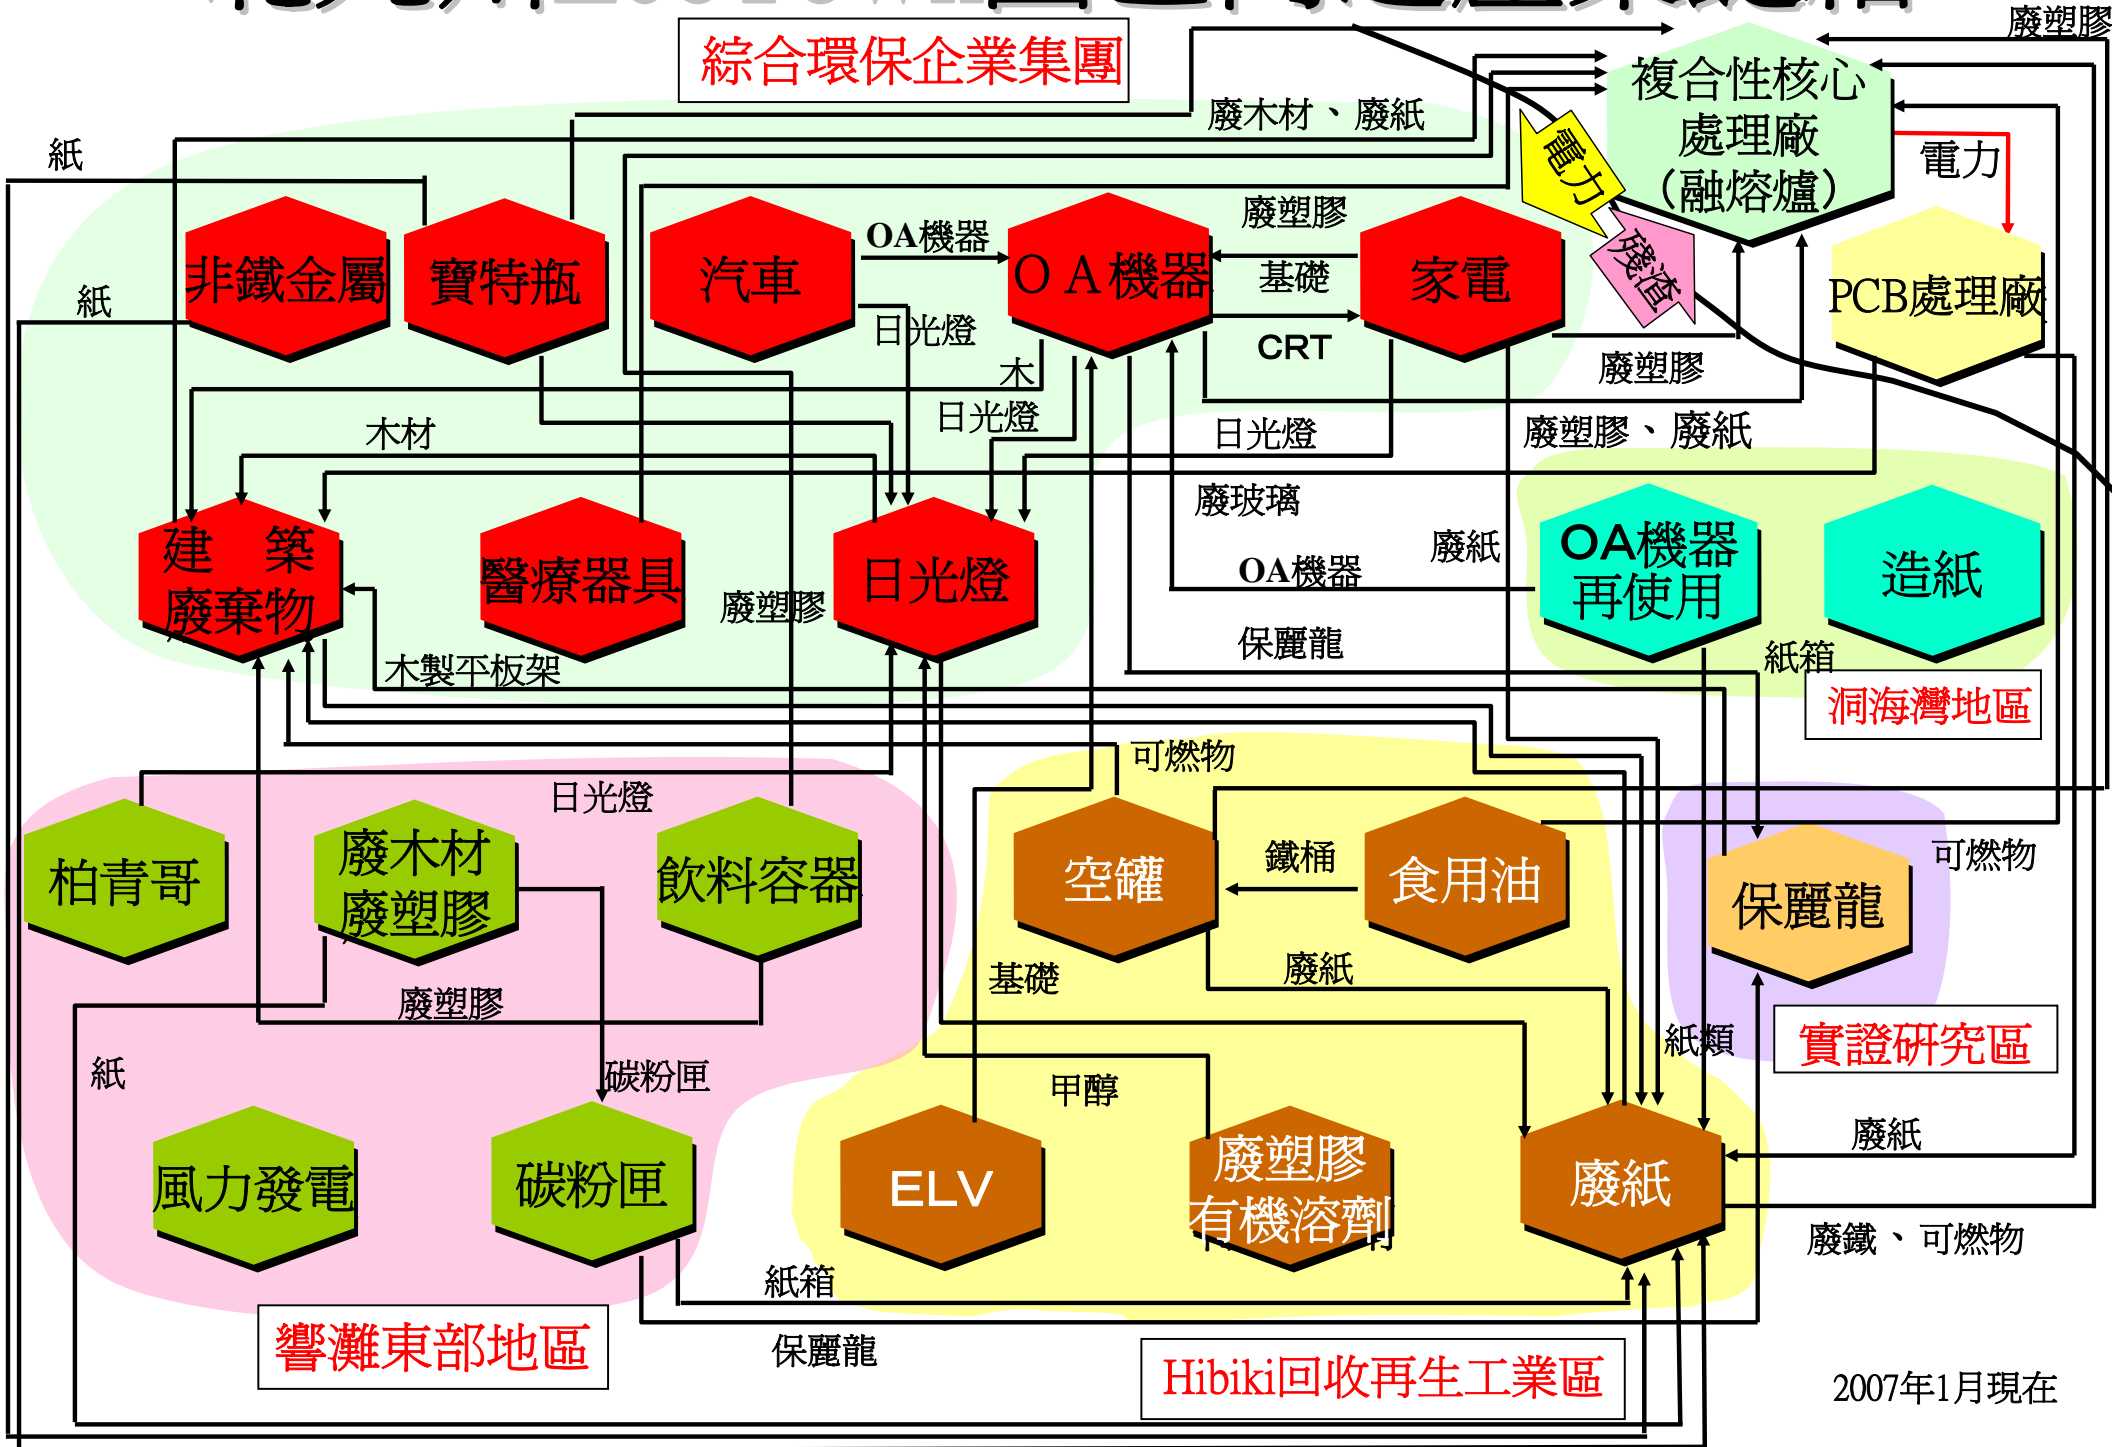 綜合環保企業集團
廢塑膠
複合性核心
處理廠
（融熔爐）
廢木材、廢紙
紙
電力
電力
殘渣
非鐵金屬
寶特瓶
汽車
OA機器
ＯＡ機器
廢塑膠
基礎
CRT
家電
PCB處理廠
紙
日光燈
木
廢塑膠
日光燈
木材
日光燈
廢塑膠、廢紙
廢玻璃
建　築
廢棄物
醫療器具
日光燈
廢塑膠
OA機器
廢紙
OA機器
再使用
造紙
保麗龍
紙箱
木製平板架
洞海灣地區
可燃物
日光燈
柏青哥
廢木材
廢塑膠
飲料容器
空罐
鐵桶
食用油
保麗龍
可燃物
基礎
廢紙
廢塑膠
紙類
實證研究區
紙
碳粉匣
甲醇
廢紙
風力發電
碳粉匣
ELV
廢塑膠
有機溶劑
廢紙
廢鐵、可燃物
紙箱
響灘東部地區
保麗龍
Hibiki回收再生工業區
2007年1月現在